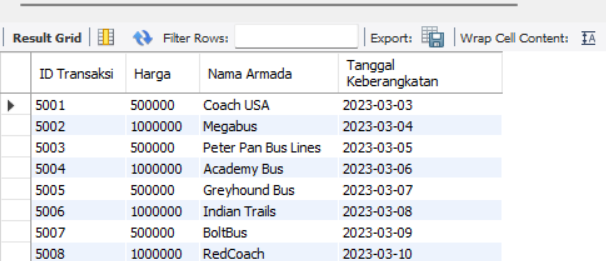 Result Grid Filter Rows: Export: Wrap Cell Content: IA
ID Transaksi Harga Nama Armada Tanggal Keberangkatan
5001 500000 Coach USA 2023-03-03
5002 1000000 Megabus 2023-03-04
5003 500000 Peter Pan Bus Lines 2023-03-05
5004 1000000 Academy Bus 2023-03-06
5005 500000 Greyhound Bus 2023-03-07
5006 1000000 Indian Trails 2023-03-08
5007 500000 BoltBus 2023-03-09
5008 1000000 RedCoach 2023-03-10